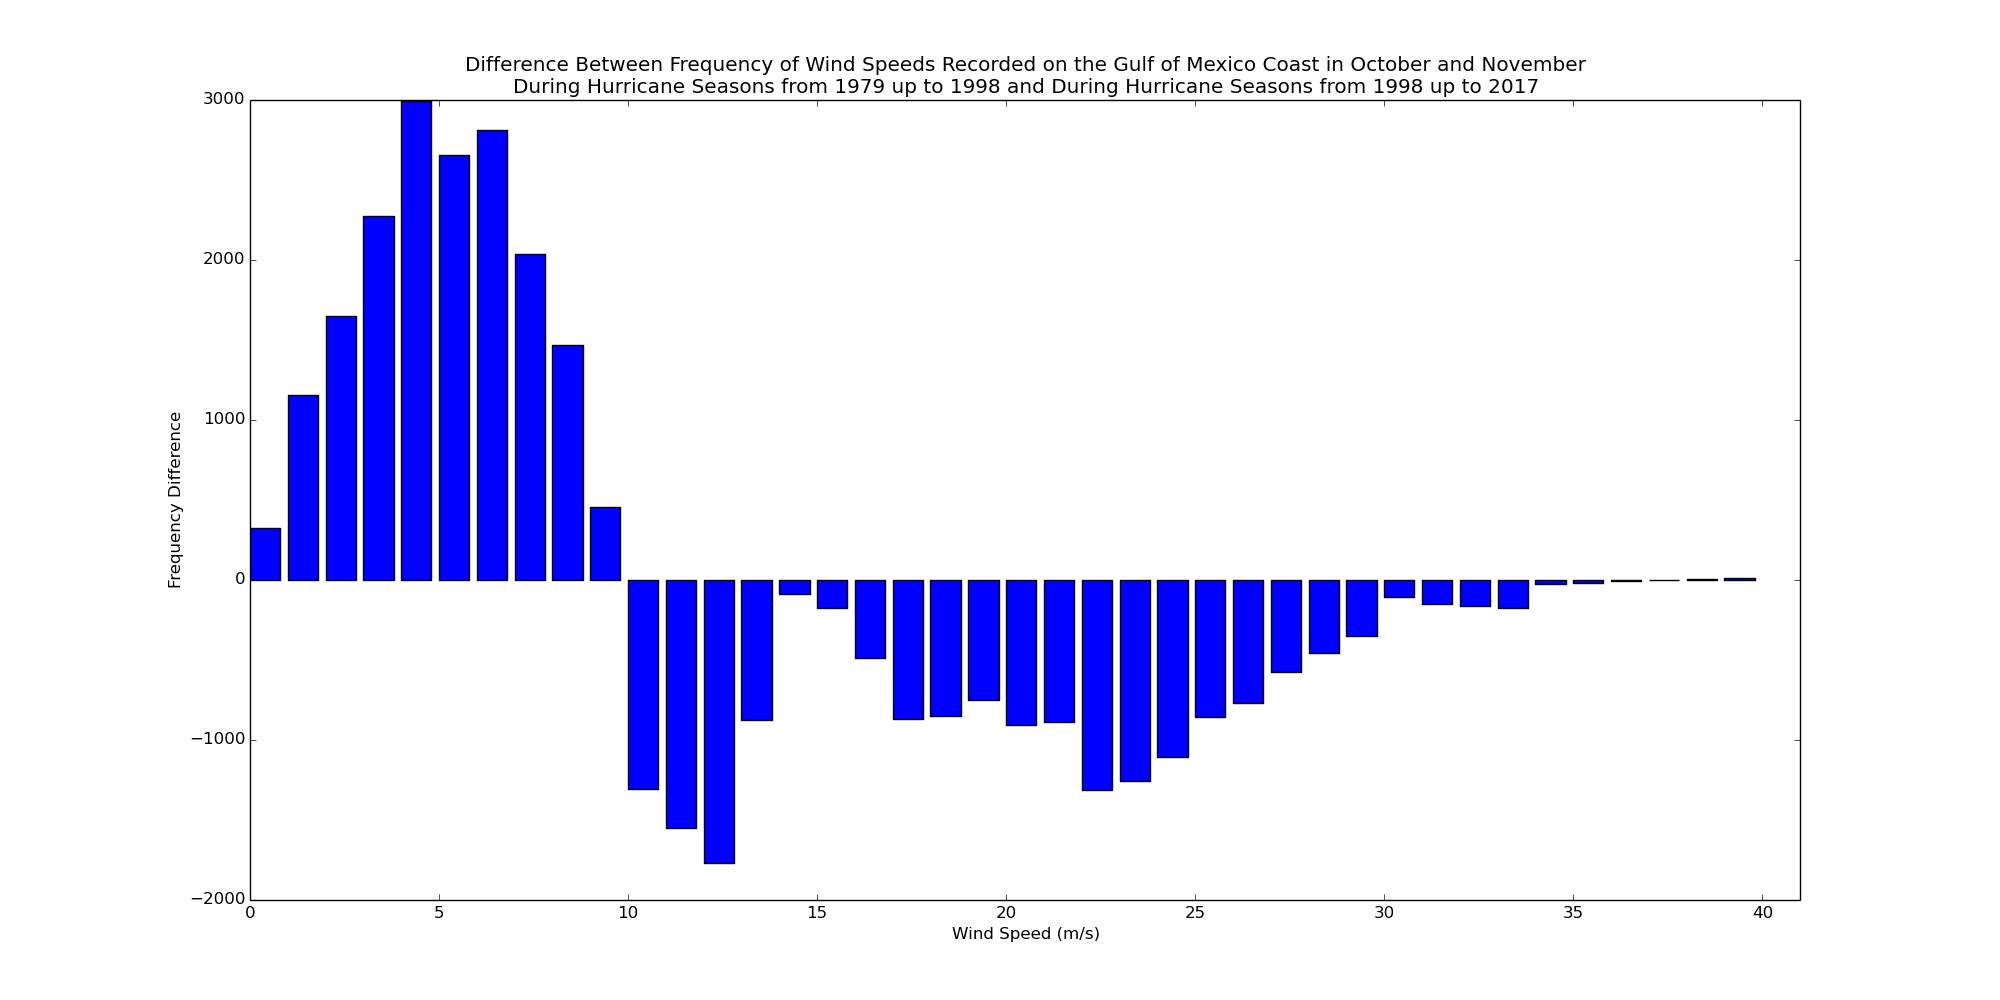 Difference Between Frequency of Wind Speeds Recorded on the Gulf of Mexico Coast in October and November
During Hurricane Seasons from 1979 up to 1998 and During Hurricane Seasons from 1998 up to 2017
3000
2000
1000
0
−1000
−2000
Frequency Difference
0 5 10 15 20 25 30 35 40
Wind Speed (m/s)